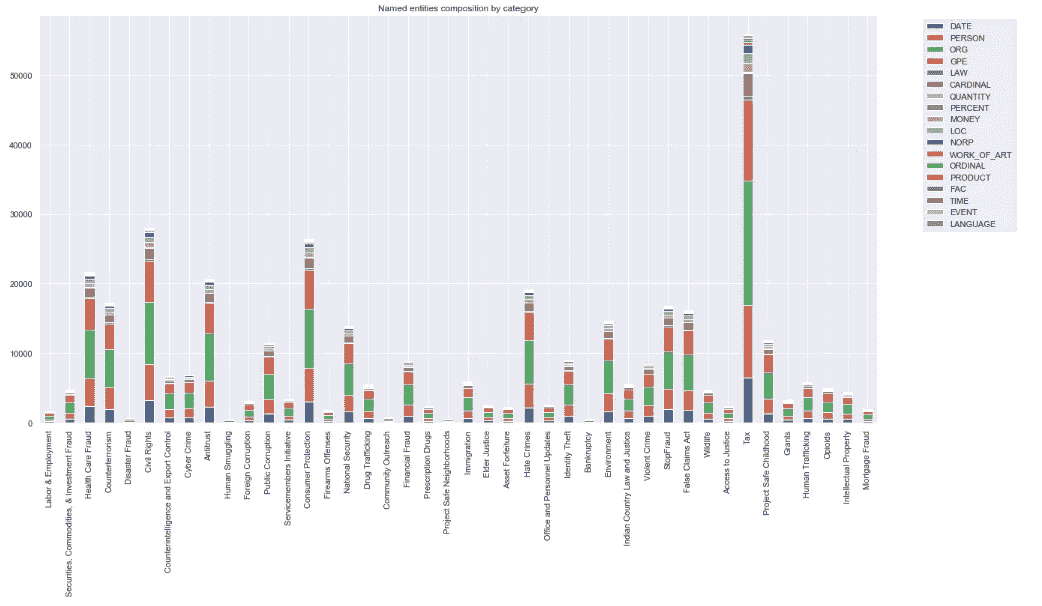 Named entities composition by category
50000
40000
30000
20000
10000
0
Labor & Employment
Securities, Commodities, & Investment Fraud
Health Care Fraud
Counterterrorism
Disaster Fraud
Civil Rights
Counterintelligence and Export Control
Cyber Crime
Antitrust
Human Smuggling
Foreign Corruption
Public Corruption
Servicemembers Initiative
Consumer Protection
Firearms Offenses
National Security
Drug Trafficking
Community Outreach
Financial Fraud
Prescription Drugs
Project Safe Neighborhoods
Immigration
Elder Justice
Asset Forfeiture
Hate Crimes
Office and Personnel Updates
Identity Theft
Bankruptcy
Environment
Indian Country Law and Justice
Violent Crime
StopFraud
False Claims Act
Wildlife
Access to Justice
Tax
Project Safe Childhood
Grants
Human Trafficking
Opioids
Intellectual Property
Mortgage Fraud
DATE
PERSON
ORG
GPE
LAW
CARDINAL
QUANTITY
PERCENT
MONEY
LOC
NORP
WORK_OF_ART
ORDINAL
PRODUCT
FAC
TIME
EVENT
LANGUAGE